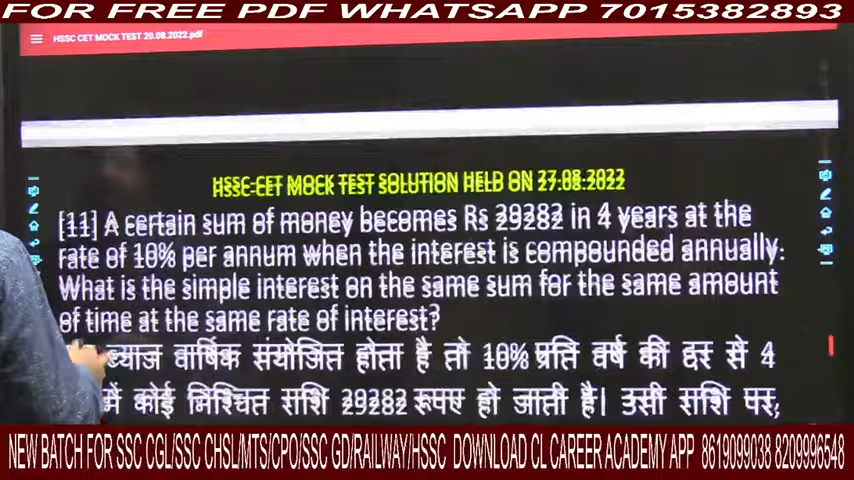 FOR FREE PDF WHATSAPP 7015382893
HSSC CET MOCK TEST 20.08.2022.pdf
HSSC-CET MOCK TEST SOLUTION HELD ON 27.08.2022
[11] A certain sum of money becomes Rs 29282 in 4 years at the
rate of 10% per annum when the interest is compounded annually.
What is the simple interest on the same sum for the same amount
of time at the same rate of interest?
ब्याज वार्षिक संयोजित होता है तो 10% प्रति वर्ष की दर से 4
में कोई निश्चित राशि 29282 रूपए हो जाती है। उसी राशि पर,
NEW BATCH FOR SSC CGL/SSC CHSL/MTS/CPO/SSC GD/RAILWAY/HSSC DOWNLOAD CL CAREER ACADEMY APP 8619099038 8209996548